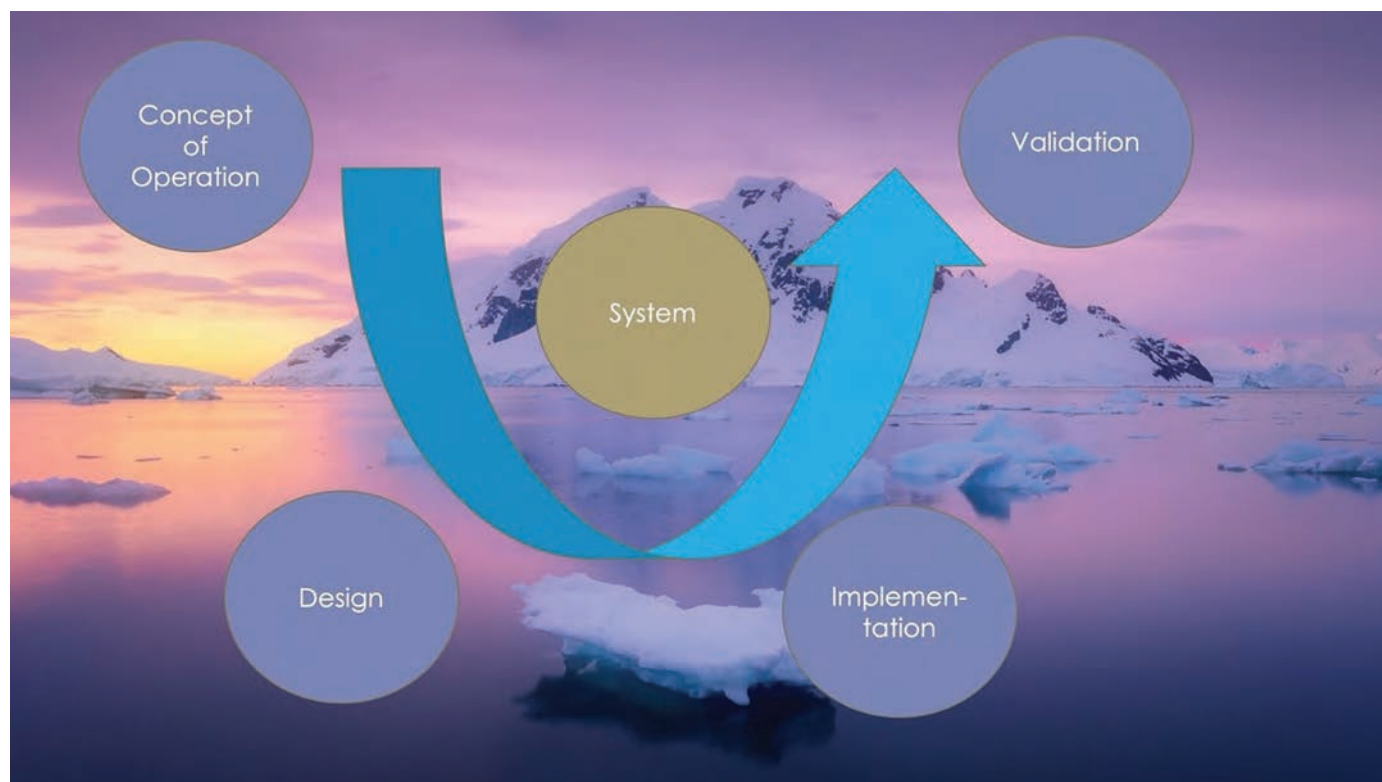 Concept
of
Operation
Validation
System
Design
Implemen-
tation